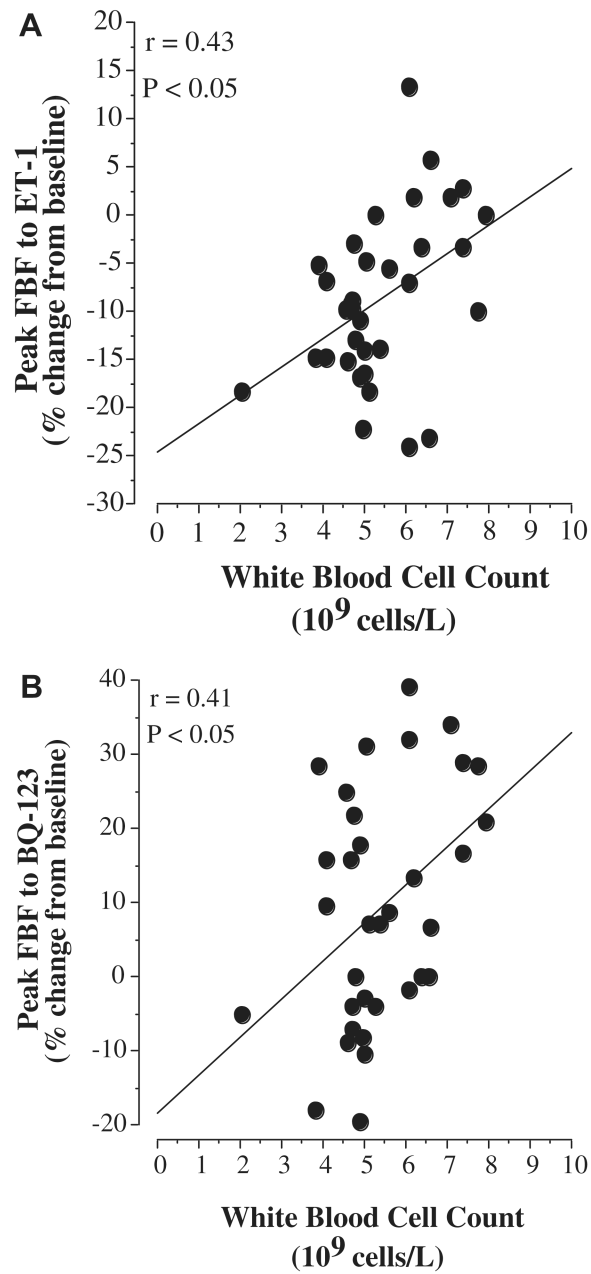 A
r = 0.43
P < 0.05
Peak FBF to ET-1
(% change from baseline)
20
15
10
5
0
-5
-10
-15
-20
-25
-30
0 1 2 3 4 5 6 7 8 9 10
White Blood Cell Count
(10⁹ cells/L)
B
r = 0.41
P < 0.05
Peak FBF to BQ-123
(% change from baseline)
40
30
20
10
0
-10
-20
0 1 2 3 4 5 6 7 8 9 10
White Blood Cell Count
(10⁹ cells/L)